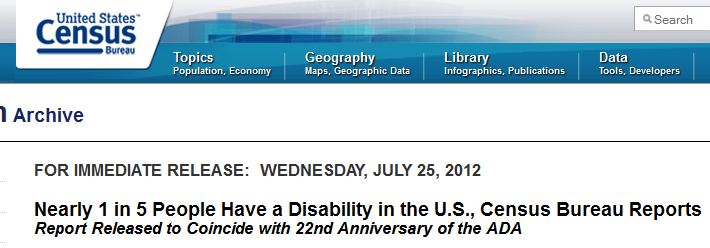 United States™
Census
Bureau
Search
Topics
Population, Economy
Geography
Maps, Geographic Data
Library
Infographics, Publications
Data
Tools, Developers
Archive
FOR IMMEDIATE RELEASE: WEDNESDAY, JULY 25, 2012
Nearly 1 in 5 People Have a Disability in the U.S., Census Bureau Reports
Report Released to Coincide with 22nd Anniversary of the ADA